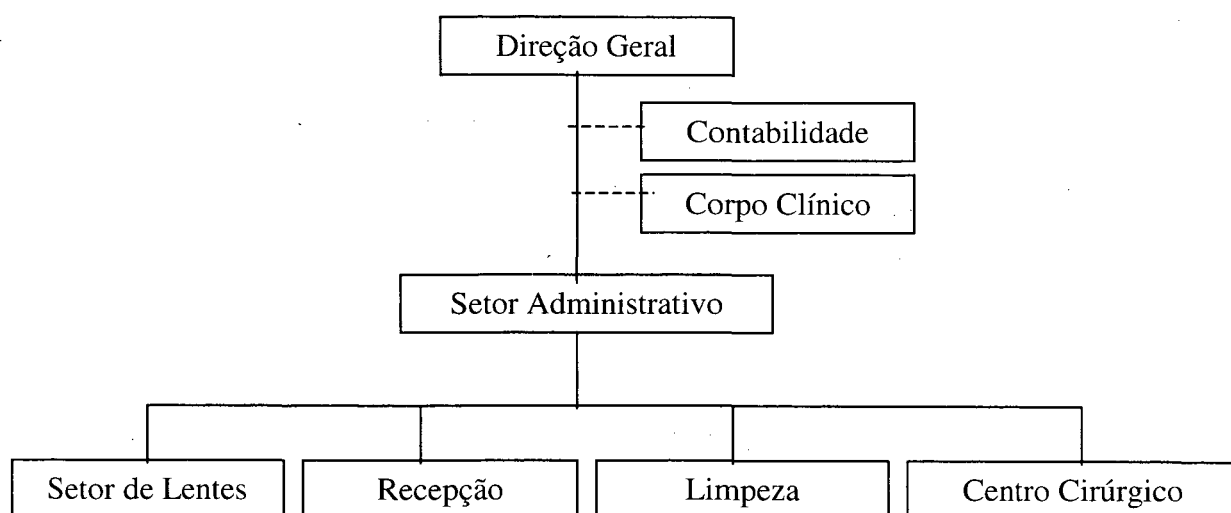 Direção Geral
Contabilidade
Corpo Clínico
Setor Administrativo
Setor de Lentes
Recepção
Limpeza
Centro Cirúrgico